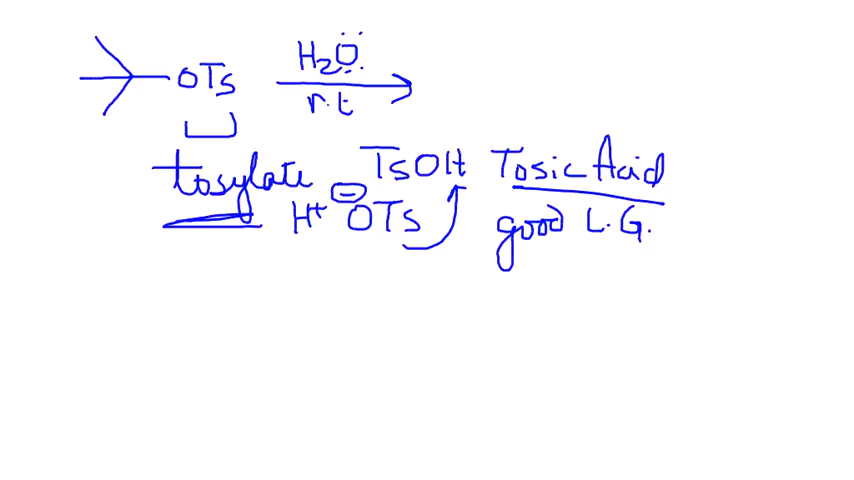 OTs H2O
r.t
tosylate TsOH Tosic Acid
H+ ⊖OTs good L.G.